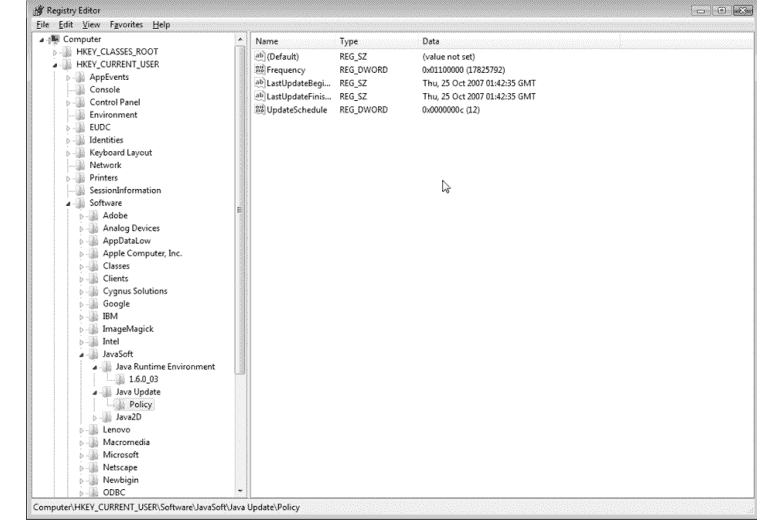 Registry Editor
File Edit View Favorites Help
Computer
HKEY_CLASSES_ROOT
HKEY_CURRENT_USER
AppEvents
Console
Control Panel
Environment
EUDC
Identities
Keyboard Layout
Network
Printers
SessionInformation
Software
Adobe
Analog Devices
AppDataLow
Apple Computer, Inc.
Classes
Clients
Cygnus Solutions
Google
IBM
ImageMagick
Intel
JavaSoft
Java Runtime Environment
1.6.0_03
Java Update
Policy
Java2D
Lenovo
Macromedia
Microsoft
Netscape
Newbigin
ODBC
Name Type Data
ab (Default) REG_SZ (value not set)
Frequency REG_DWORD 0x01100000 (17825792)
ab LastUpdateBegi... REG_SZ Thu, 25 Oct 2007 01:42:35 GMT
ab LastUpdateFinis... REG_SZ Thu, 25 Oct 2007 01:42:35 GMT
UpdateSchedule REG_DWORD 0x0000000c (12)
Computer\HKEY_CURRENT_USER\Software\JavaSoft\Java Update\Policy